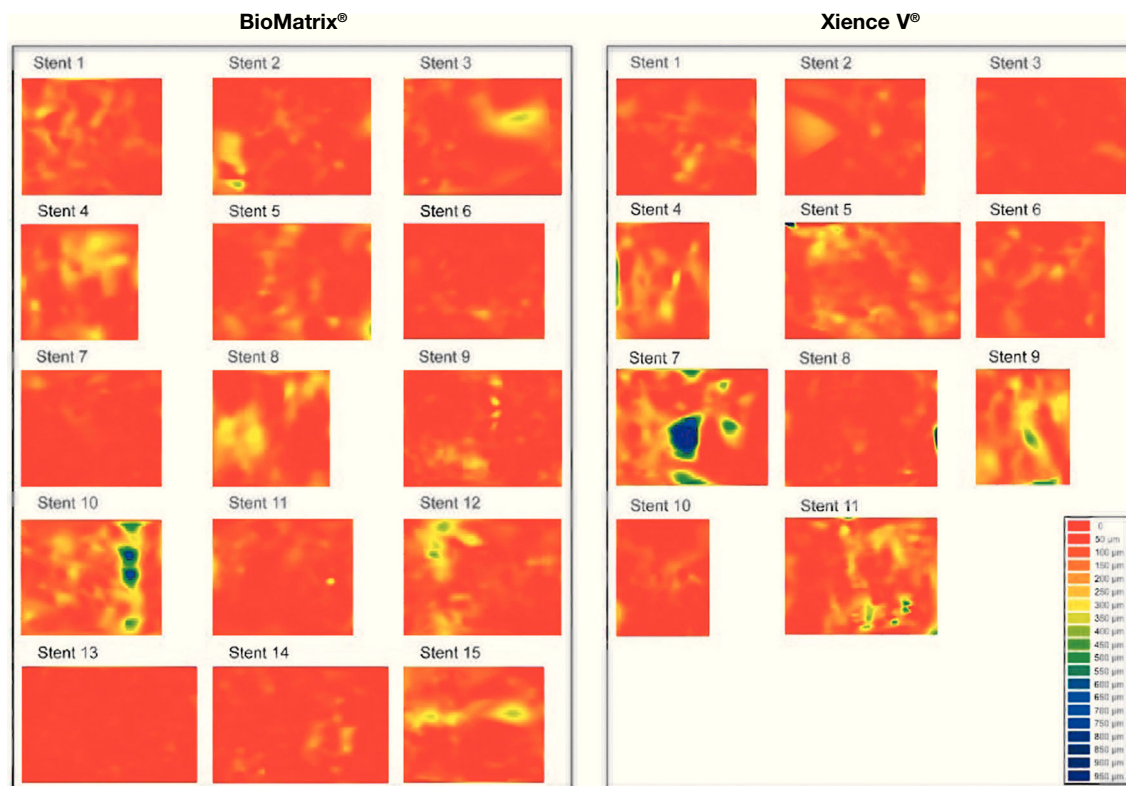 BioMatrix®
Stent 1 Stent 2 Stent 3
Stent 4 Stent 5 Stent 6
Stent 7 Stent 8 Stent 9
Stent 10 Stent 11 Stent 12
Stent 13 Stent 14 Stent 15
Xience V®
Stent 1 Stent 2 Stent 3
Stent 4 Stent 5 Stent 6
Stent 7 Stent 8 Stent 9
Stent 10 Stent 11
0
50 µm
100 µm
150 µm
200 µm
250 µm
300 µm
350 µm
400 µm
450 µm
500 µm
550 µm
600 µm
650 µm
700 µm
750 µm
800 µm
850 µm
900 µm
950 µm